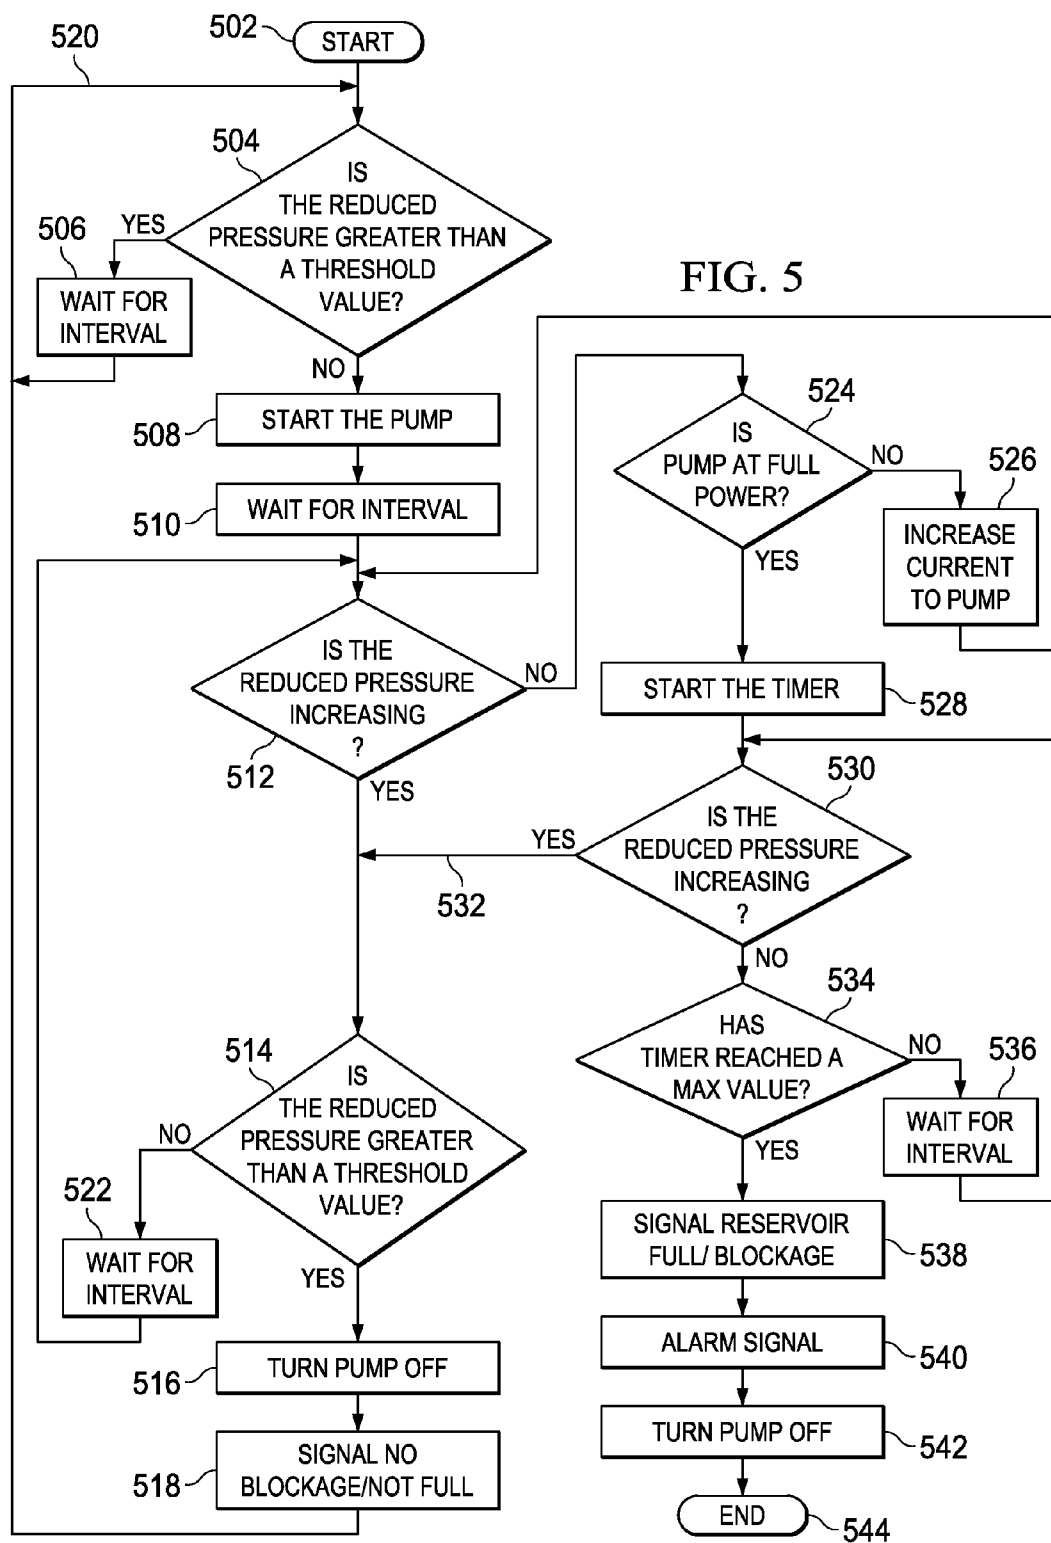 520
502
START
504
IS
THE REDUCED
PRESSURE GREATER THAN
A THRESHOLD
VALUE?
YES
506
WAIT FOR
INTERVAL
NO
FIG. 5
508
START THE PUMP
510
WAIT FOR INTERVAL
524
IS
PUMP AT FULL
POWER?
NO
526
INCREASE
CURRENT
TO PUMP
YES
IS THE
REDUCED PRESSURE
INCREASING
?
NO
512
YES
START THE TIMER
528
530
IS THE
REDUCED PRESSURE
INCREASING
?
YES
532
NO
534
HAS
TIMER REACHED A
MAX VALUE?
NO
536
WAIT FOR
INTERVAL
YES
514
IS
THE REDUCED
PRESSURE GREATER
THAN A THRESHOLD
VALUE?
NO
522
WAIT FOR
INTERVAL
YES
SIGNAL RESERVOIR
FULL/ BLOCKAGE
538
516
TURN PUMP OFF
ALARM SIGNAL
540
518
SIGNAL NO
BLOCKAGE/NOT FULL
TURN PUMP OFF
542
END
544